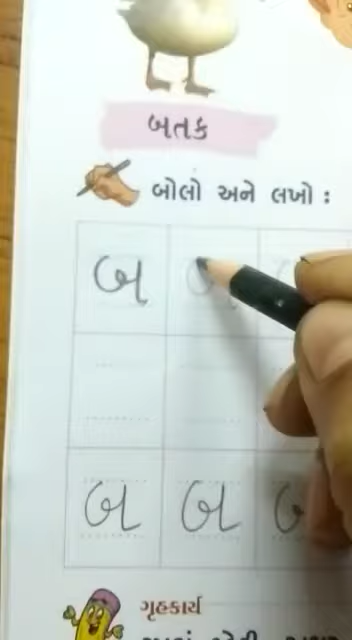 બતક
બોલો અને લખો :
બ
બ બ
ગૃહકાર્ય